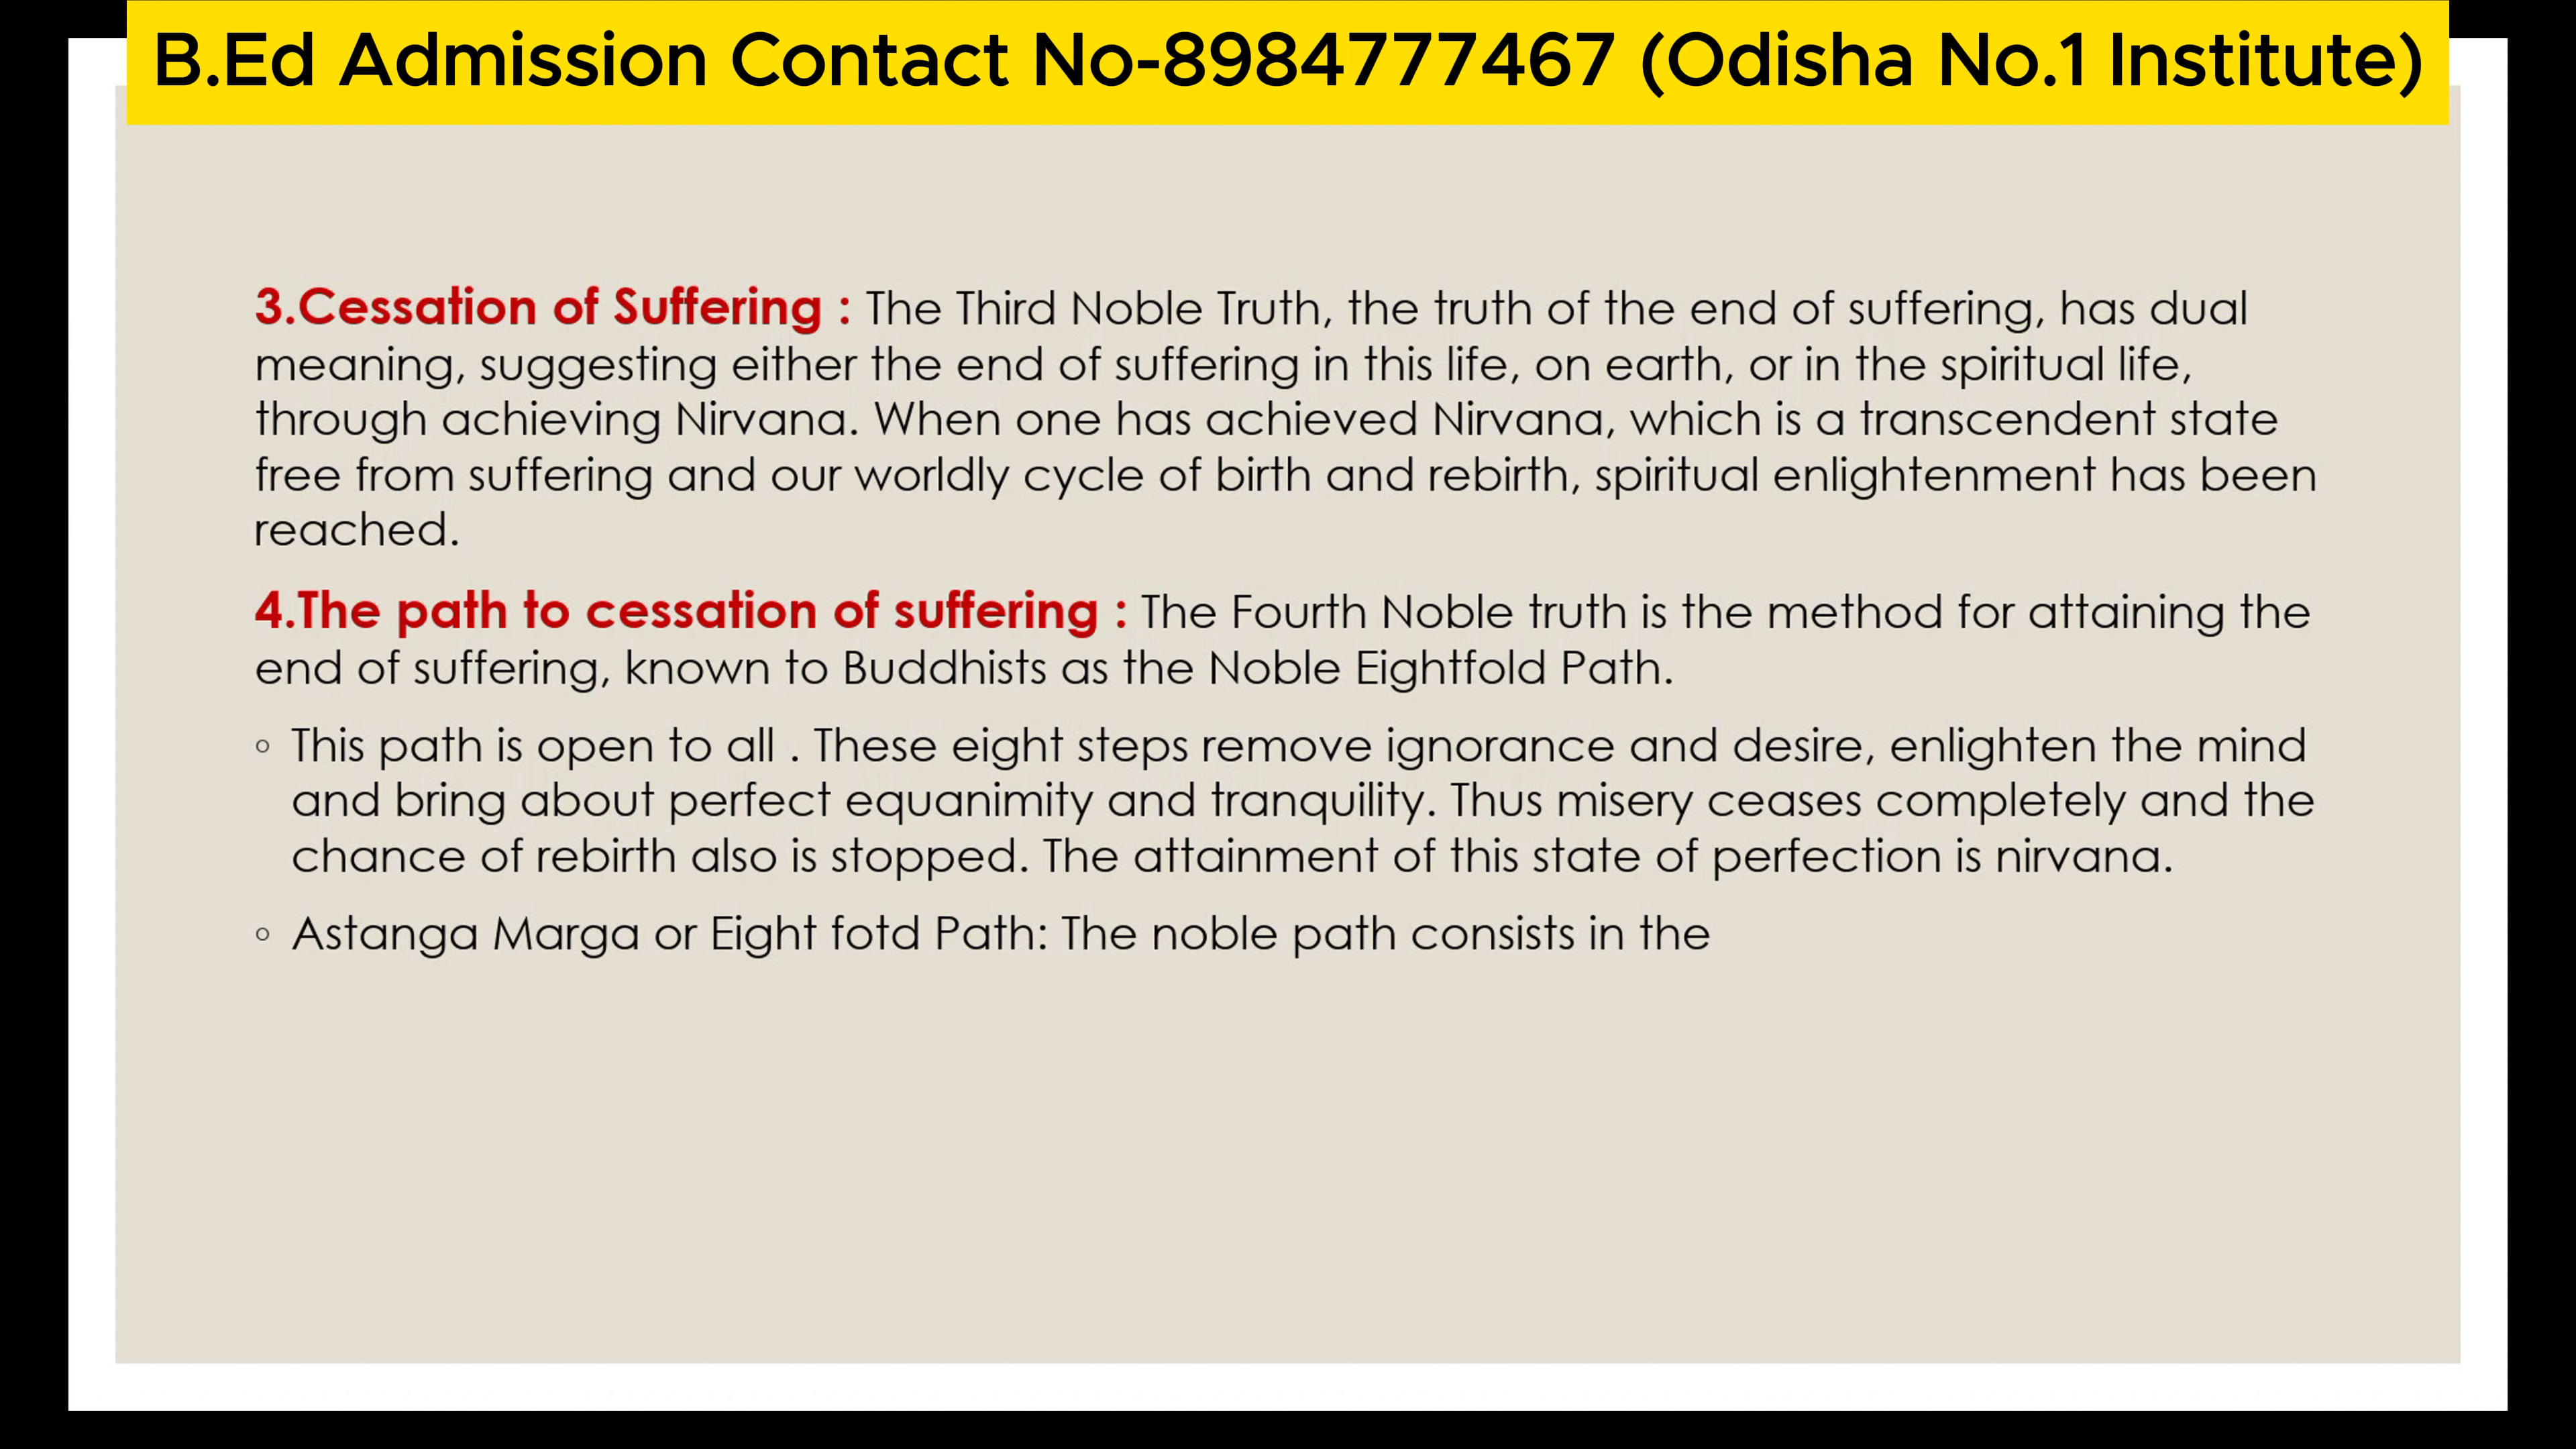 B.Ed Admission Contact No-8984777467 (Odisha No.1 Institute)
3.Cessation of Suffering : The Third Noble Truth, the truth of the end of suffering, has dual
meaning, suggesting either the end of suffering in this life, on earth, or in the spiritual life,
through achieving Nirvana. When one has achieved Nirvana, which is a transcendent state
free from suffering and our worldly cycle of birth and rebirth, spiritual enlightenment has been
reached.
4.The path to cessation of suffering : The Fourth Noble truth is the method for attaining the
end of suffering, known to Buddhists as the Noble Eightfold Path.
◦ This path is open to all . These eight steps remove ignorance and desire, enlighten the mind
and bring about perfect equanimity and tranquility. Thus misery ceases completely and the
chance of rebirth also is stopped. The attainment of this state of perfection is nirvana.
◦ Astanga Marga or Eight fotd Path: The noble path consists in the